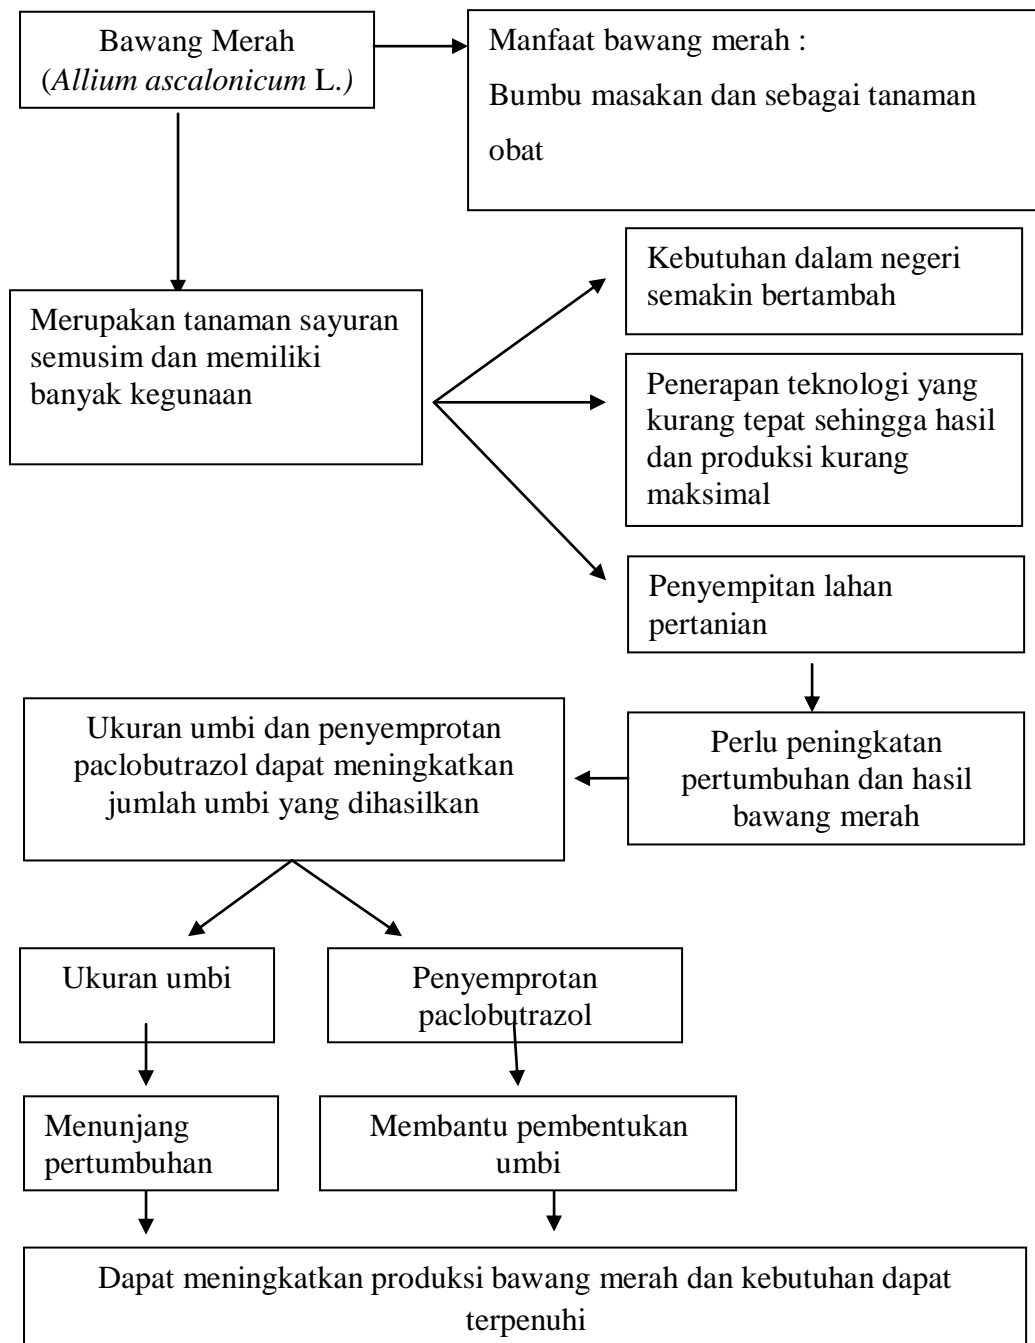 Bawang Merah
(Allium ascalonicum L.)
Manfaat bawang merah :
Bumbu masakan dan sebagai tanaman
obat
Merupakan tanaman sayuran
semusim dan memiliki
banyak kegunaan
Kebutuhan dalam negeri
semakin bertambah
Penerapan teknologi yang
kurang tepat sehingga hasil
dan produksi kurang
maksimal
Penyempitan lahan
pertanian
Perlu peningkatan
pertumbuhan dan hasil
bawang merah
Ukuran umbi dan penyemprotan
paclobutrazol dapat meningkatkan
jumlah umbi yang dihasilkan
Ukuran umbi
Penyemprotan
paclobutrazol
Menunjang
pertumbuhan
Membantu pembentukan
umbi
Dapat meningkatkan produksi bawang merah dan kebutuhan dapat
terpenuhi